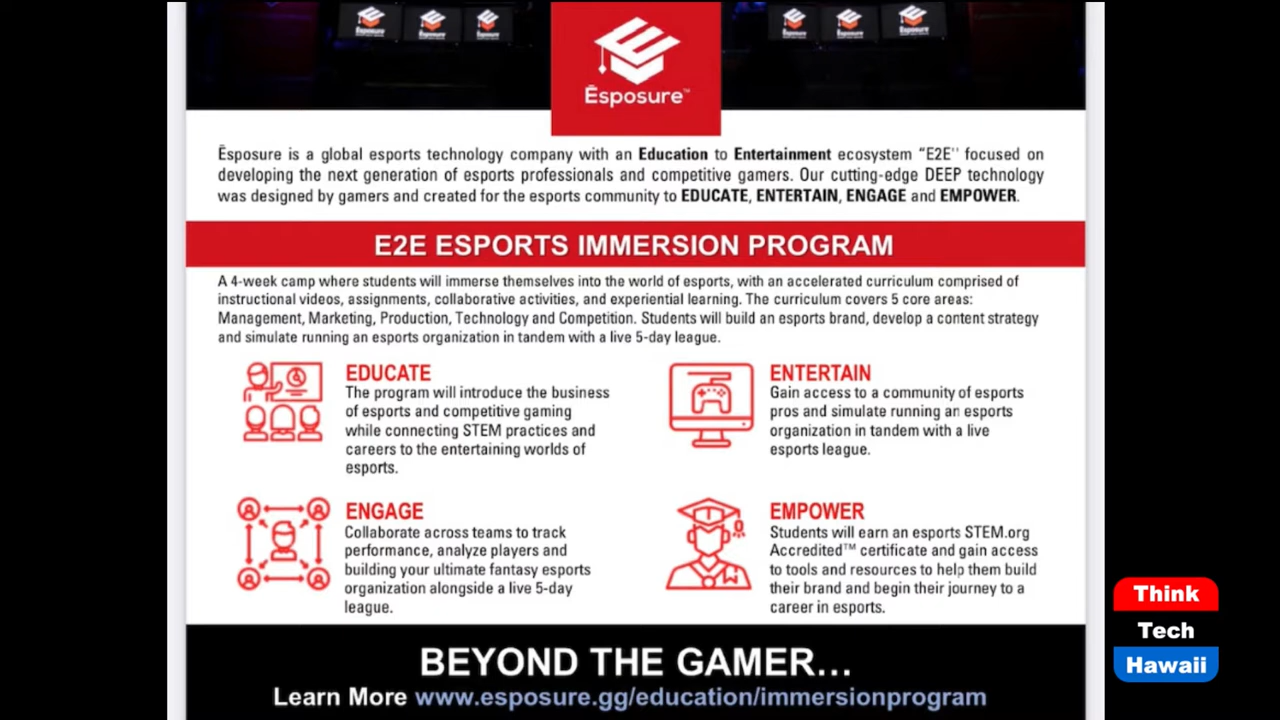 Ēsposure
Ēsposure
Ēsposure
Ēsposure
Ēsposure
Ēsposure
Ēsposure™
Ēsposure is a global esports technology company with an Education to Entertainment ecosystem "E2E" focused on
developing the next generation of esports professionals and competitive gamers. Our cutting-edge DEEP technology
was designed by gamers and created for the esports community to EDUCATE, ENTERTAIN, ENGAGE and EMPOWER.
E2E ESPORTS IMMERSION PROGRAM
A 4-week camp where students will immerse themselves into the world of esports, with an accelerated curriculum comprised of
instructional videos, assignments, collaborative activities, and experiential learning. The curriculum covers 5 core areas:
Management, Marketing, Production, Technology and Competition. Students will build an esports brand, develop a content strategy
and simulate running an esports organization in tandem with a live 5-day league.
EDUCATE
The program will introduce the business
of esports and competitive gaming
while connecting STEM practices and
careers to the entertaining worlds of
esports.
ENTERTAIN
Gain access to a community of esports
pros and simulate running an esports
organization in tandem with a live
esports league.
ENGAGE
Collaborate across teams to track
performance, analyze players and
building your ultimate fantasy esports
organization alongside a live 5-day
league.
EMPOWER
Students will earn an esports STEM.org
Accredited™ certificate and gain access
to tools and resources to help them build
their brand and begin their journey to a
career in esports.
BEYOND THE GAMER...
Learn More www.esposure.gg/education/immersionprogram
Think
Tech
Hawaii